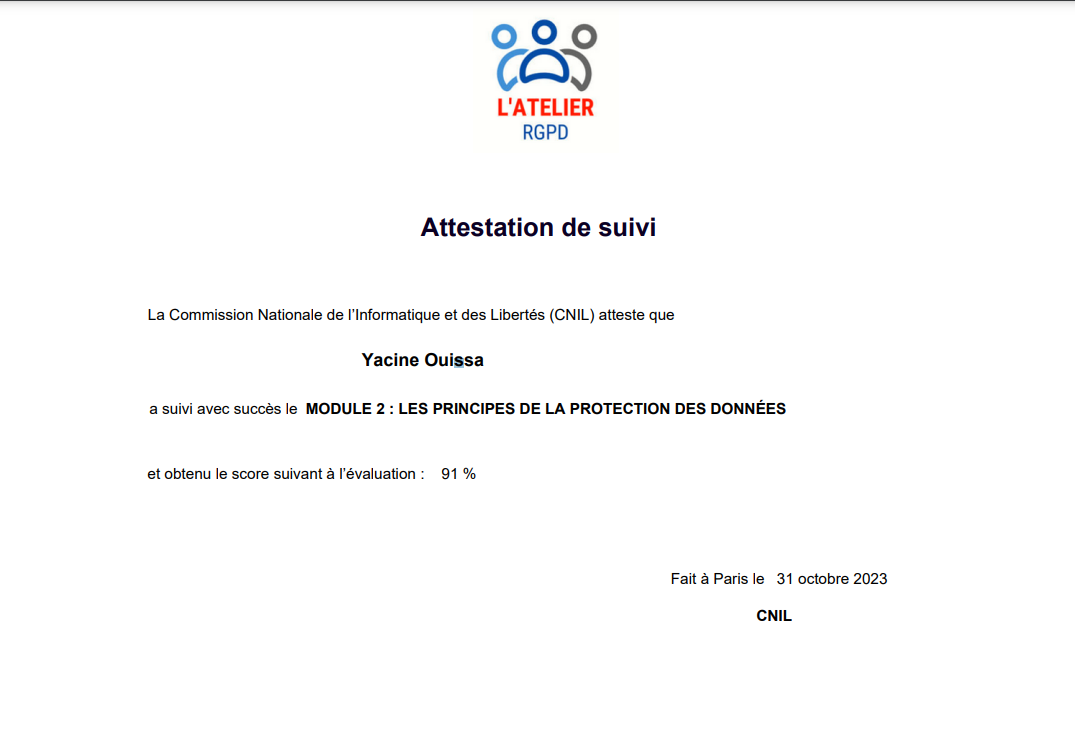 L'ATELIER
RGPD
Attestation de suivi
La Commission Nationale de l’Informatique et des Libertés (CNIL) atteste que
Yacine Ouissa
a suivi avec succès le MODULE 2 : LES PRINCIPES DE LA PROTECTION DES DONNÉES
et obtenu le score suivant à l’évaluation : 91 %
Fait à Paris le 31 octobre 2023
CNIL